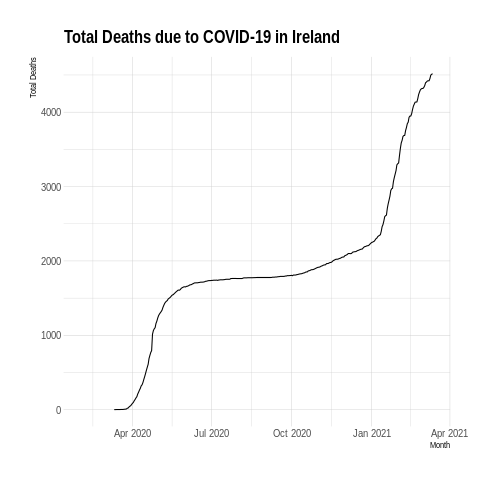 Total Deaths due to COVID-19 in Ireland
Total Deaths
4000
3000
2000
1000
0
Apr 2020 Jul 2020 Oct 2020 Jan 2021 Apr 2021
Month